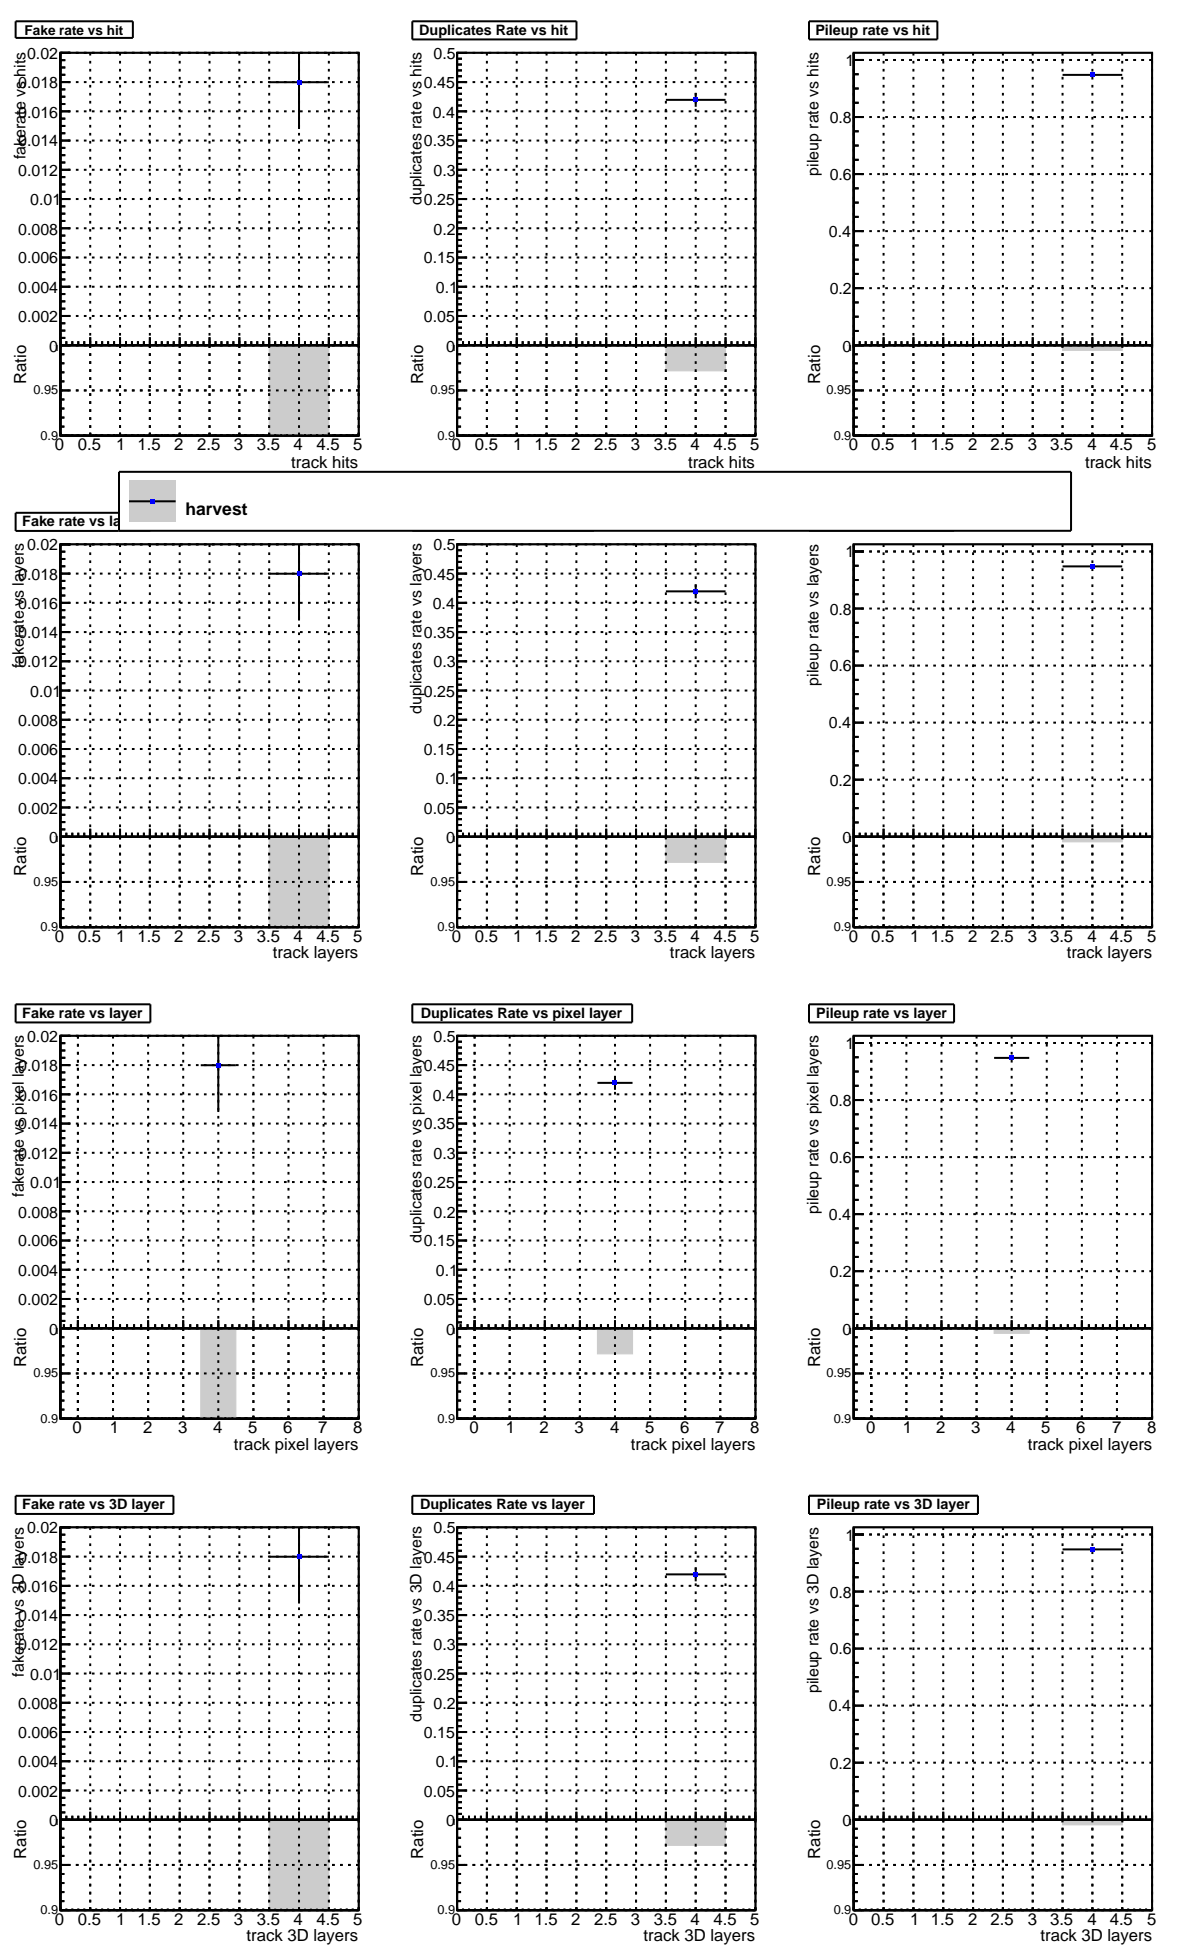 Fake rate vs hit
Duplicates Rate vs hit
Pileup rate vs hit
fakerate vs hits
0.02
0.018
0.016
0.014
0.012
0.01
0.008
0.006
0.004
0.002
0
Ratio
0.95
0.9
0 0.5 1 1.5 2 2.5 3 3.5 4 4.5 5
track hits
duplicates rate vs hits
0.5
0.45
0.4
0.35
0.3
0.25
0.2
0.15
0.1
0.05
0
Ratio
0.95
0.9
0 0.5 1 1.5 2 2.5 3 3.5 4 4.5 5
track hits
pileup rate vs hits
1
0.8
0.6
0.4
0.2
0
Ratio
0.95
0.9
0 0.5 1 1.5 2 2.5 3 3.5 4 4.5 5
track hits
harvest
Fake rate vs la
fakerate vs layers
0.02
0.018
0.016
0.014
0.012
0.01
0.008
0.006
0.004
0.002
0
Ratio
0.95
0.9
0 0.5 1 1.5 2 2.5 3 3.5 4 4.5 5
track layers
duplicates rate vs layers
0.5
0.45
0.4
0.35
0.3
0.25
0.2
0.15
0.1
0.05
0
Ratio
0.95
0.9
0 0.5 1 1.5 2 2.5 3 3.5 4 4.5 5
track layers
pileup rate vs layers
1
0.8
0.6
0.4
0.2
0
Ratio
0.95
0.9
0 0.5 1 1.5 2 2.5 3 3.5 4 4.5 5
track layers
Fake rate vs layer
Duplicates Rate vs pixel layer
Pileup rate vs layer
fakerate vs pixel layers
0.02
0.018
0.016
0.014
0.012
0.01
0.008
0.006
0.004
0.002
0
Ratio
0.95
0.9
0 1 2 3 4 5 6 7 8
track pixel layers
duplicates rate vs pixel layers
0.5
0.45
0.4
0.35
0.3
0.25
0.2
0.15
0.1
0.05
0
Ratio
0.95
0.9
0 1 2 3 4 5 6 7 8
track pixel layers
pileup rate vs pixel layers
1
0.8
0.6
0.4
0.2
0
Ratio
0.95
0.9
0 1 2 3 4 5 6 7 8
track pixel layers
Fake rate vs 3D layer
Duplicates Rate vs layer
Pileup rate vs 3D layer
fakerate vs 3D layers
0.02
0.018
0.016
0.014
0.012
0.01
0.008
0.006
0.004
0.002
0
Ratio
0.95
0.9
0 0.5 1 1.5 2 2.5 3 3.5 4 4.5 5
track 3D layers
duplicates rate vs 3D layers
0.5
0.45
0.4
0.35
0.3
0.25
0.2
0.15
0.1
0.05
0
Ratio
0.95
0.9
0 0.5 1 1.5 2 2.5 3 3.5 4 4.5 5
track 3D layers
pileup rate vs 3D layers
1
0.8
0.6
0.4
0.2
0
Ratio
0.95
0.9
0 0.5 1 1.5 2 2.5 3 3.5 4 4.5 5
track 3D layers